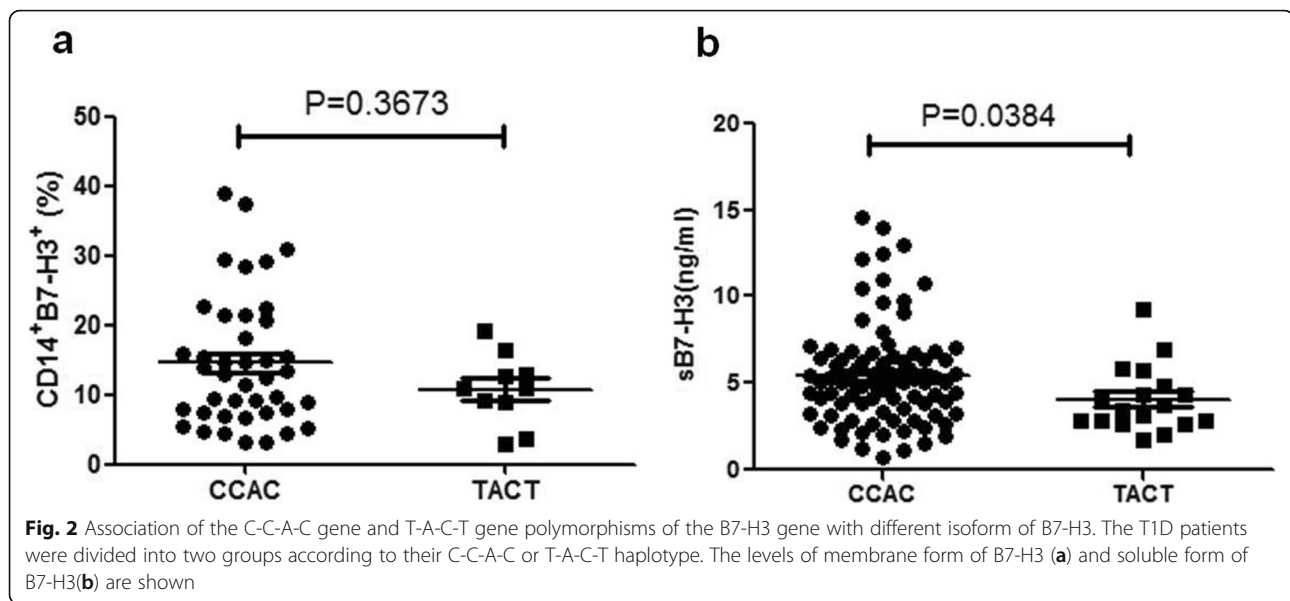 a
b
P=0.3673
P=0.0384
50
40
30
20
10
0
CD14⁺B7-H3⁺ (%)
CCAC TACT
20
15
10
5
0
sB7-H3(ng/ml)
CCAC TACT
Fig. 2 Association of the C-C-A-C gene and T-A-C-T gene polymorphisms of the B7-H3 gene with different isoform of B7-H3. The T1D patients
were divided into two groups according to their C-C-A-C or T-A-C-T haplotype. The levels of membrane form of B7-H3 (a) and soluble form of
B7-H3(b) are shown